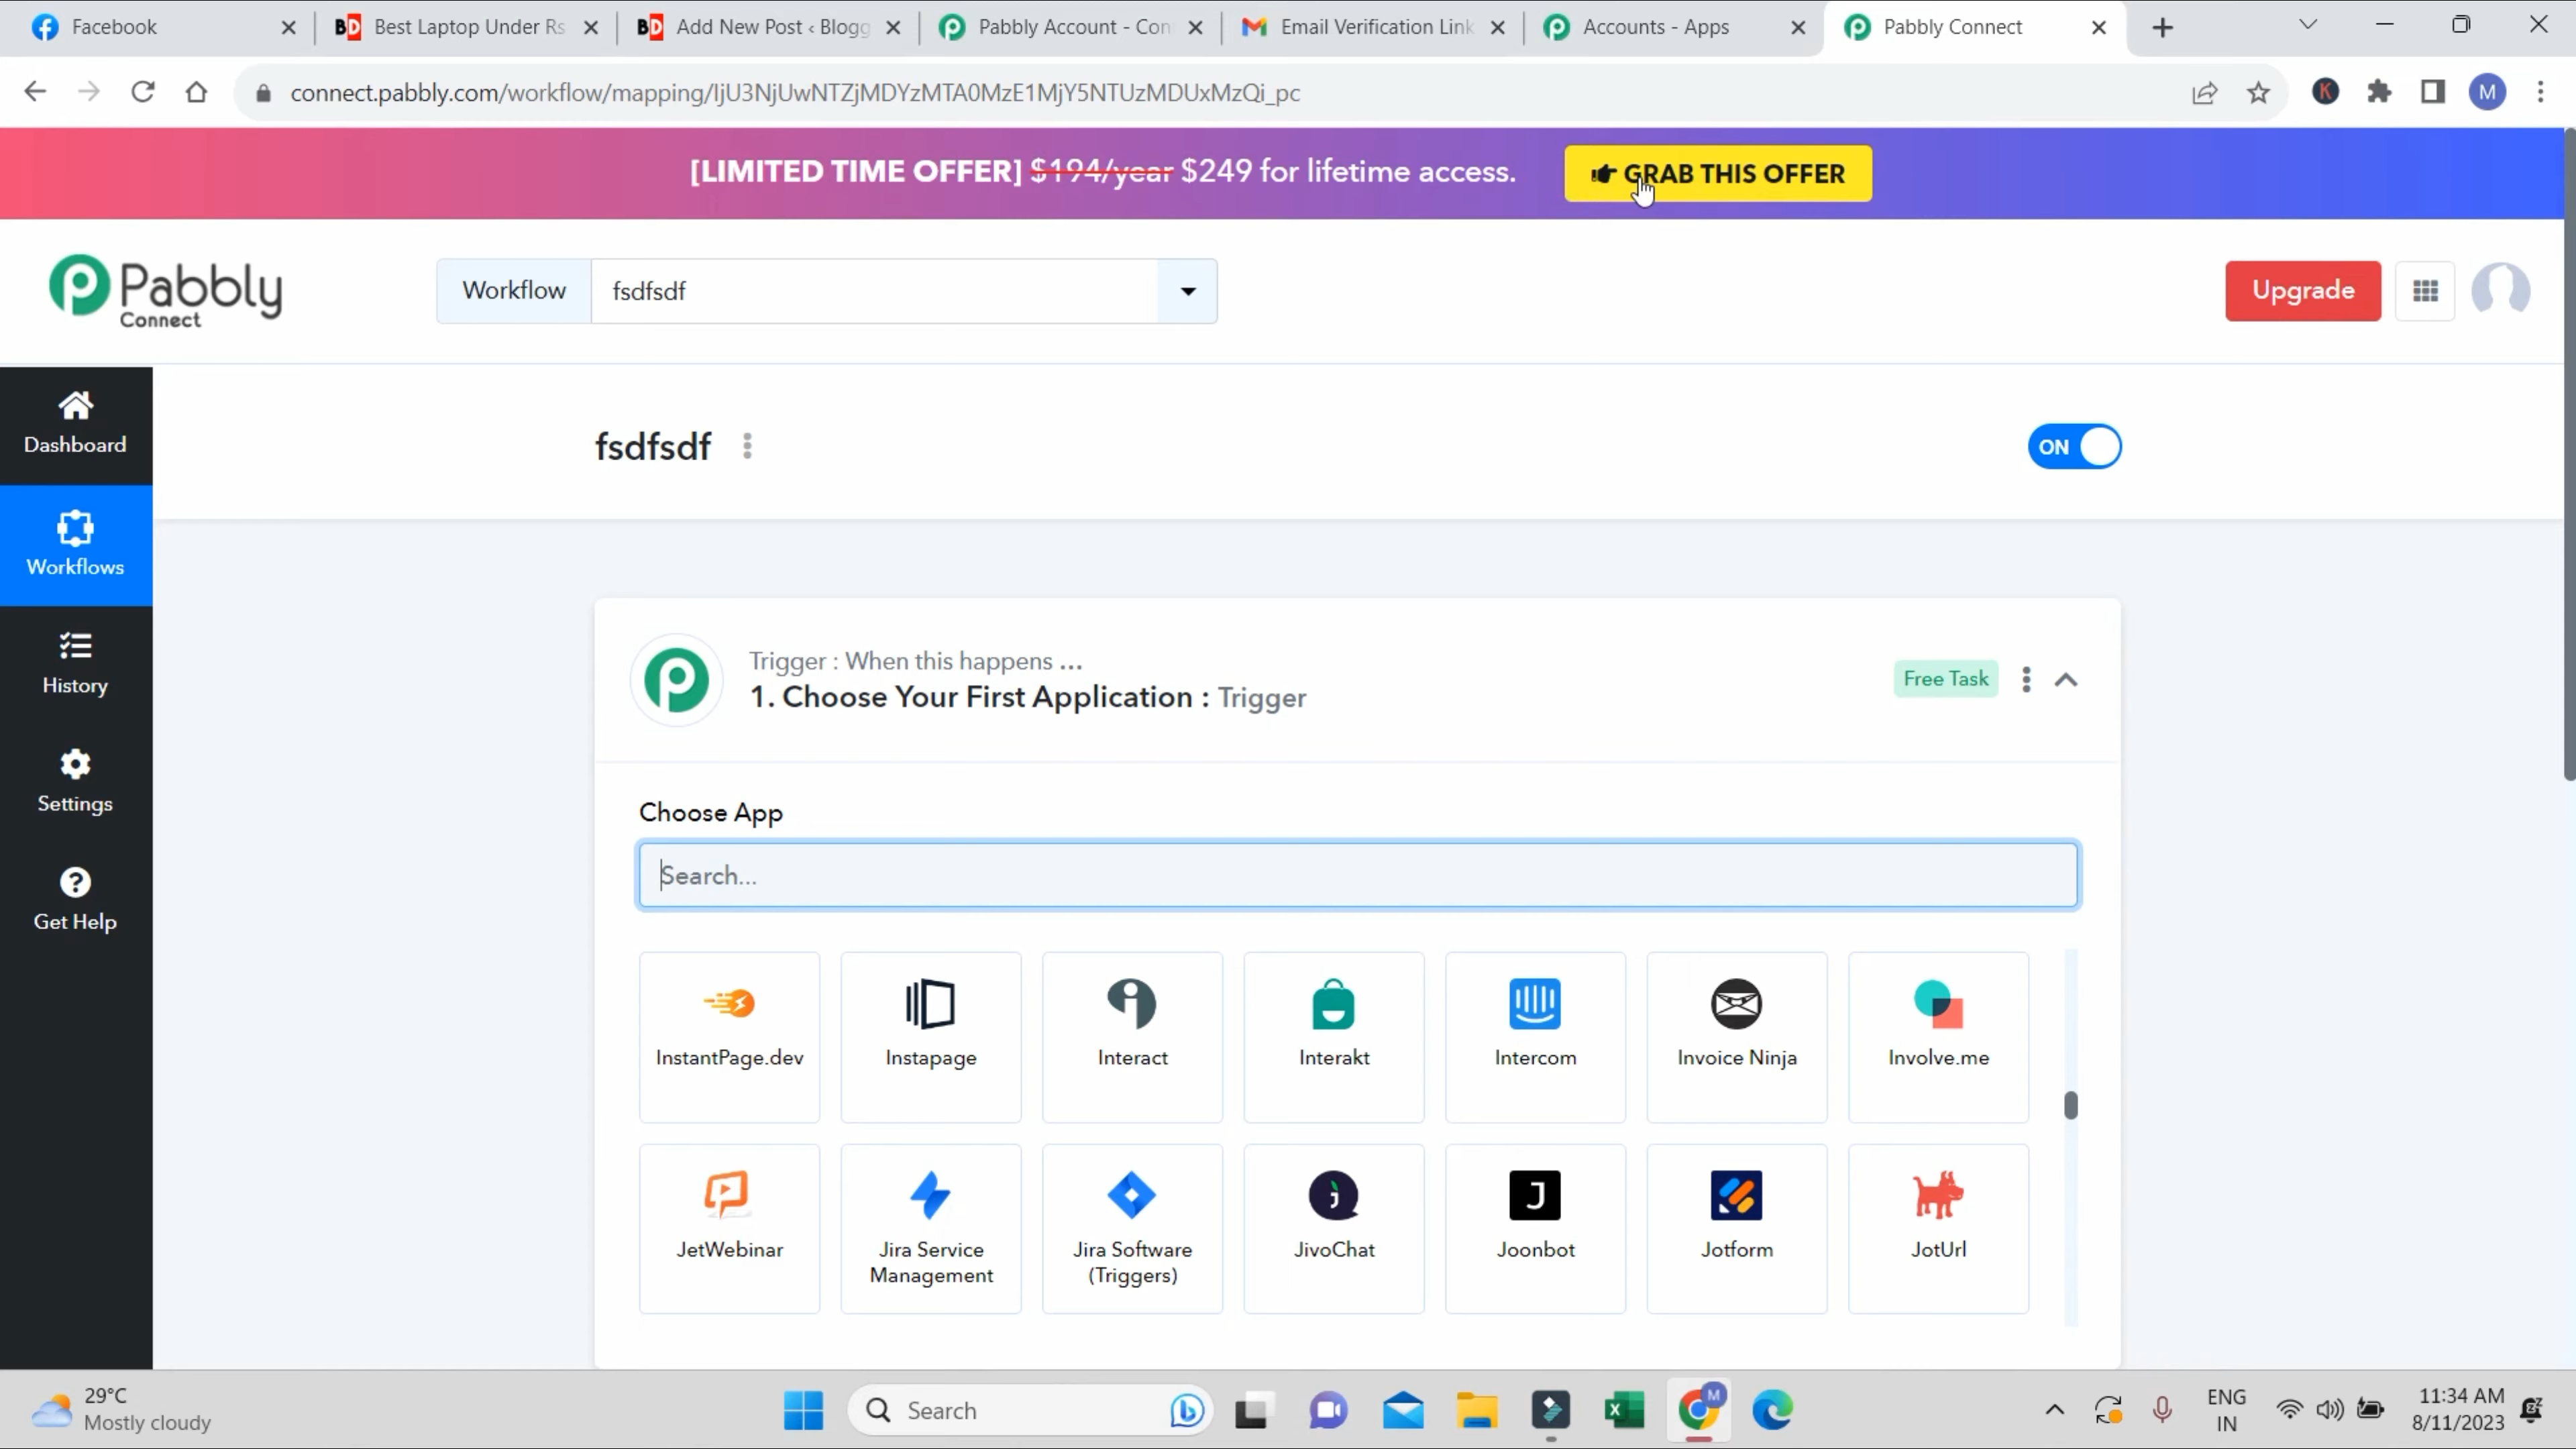 Facebook
Best Laptop Under Rs
Add New Post ‹ Blogg
Pabbly Account - Con
Email Verification Link
Accounts - Apps
Pabbly Connect
connect.pabbly.com/workflow/mapping/IjU3NjUwNTZjMDYzMTA0MzE1MjY5NTUzMDUxMzQi_pc
K
M
[LIMITED TIME OFFER] $194/year $249 for lifetime access.
GRAB THIS OFFER
Pabbly
Connect
Workflow
fsdfsdf
Upgrade
Dashboard
Workflows
History
Settings
Get Help
fsdfsdf
ON
Trigger : When this happens ...
1. Choose Your First Application : Trigger
Free Task
Choose App
Search...
InstantPage.dev
Instapage
Interact
Interakt
Intercom
Invoice Ninja
Involve.me
JetWebinar
Jira Service
Management
Jira Software
(Triggers)
JivoChat
Joonbot
Jotform
JotUrl
29°C
Mostly cloudy
Search
ENG
IN
11:34 AM
8/11/2023